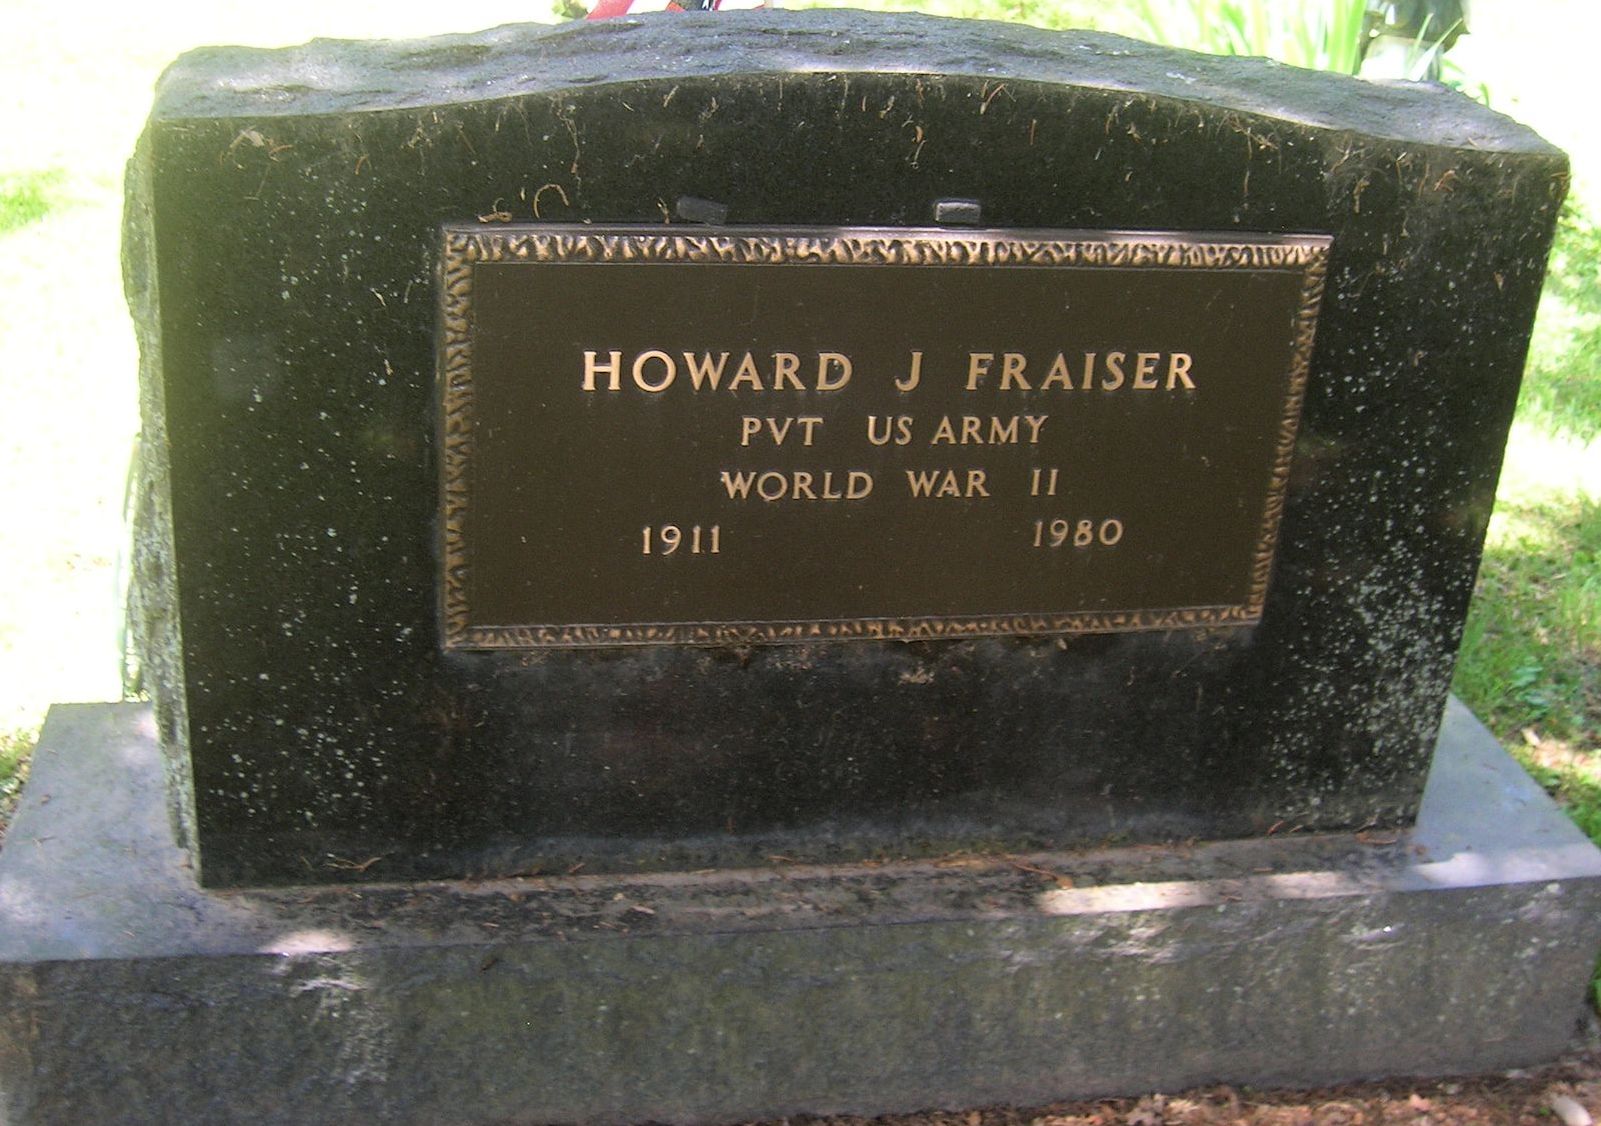 HOWARD J FRAISER
PVT US ARMY
WORLD WAR II
1911 1980